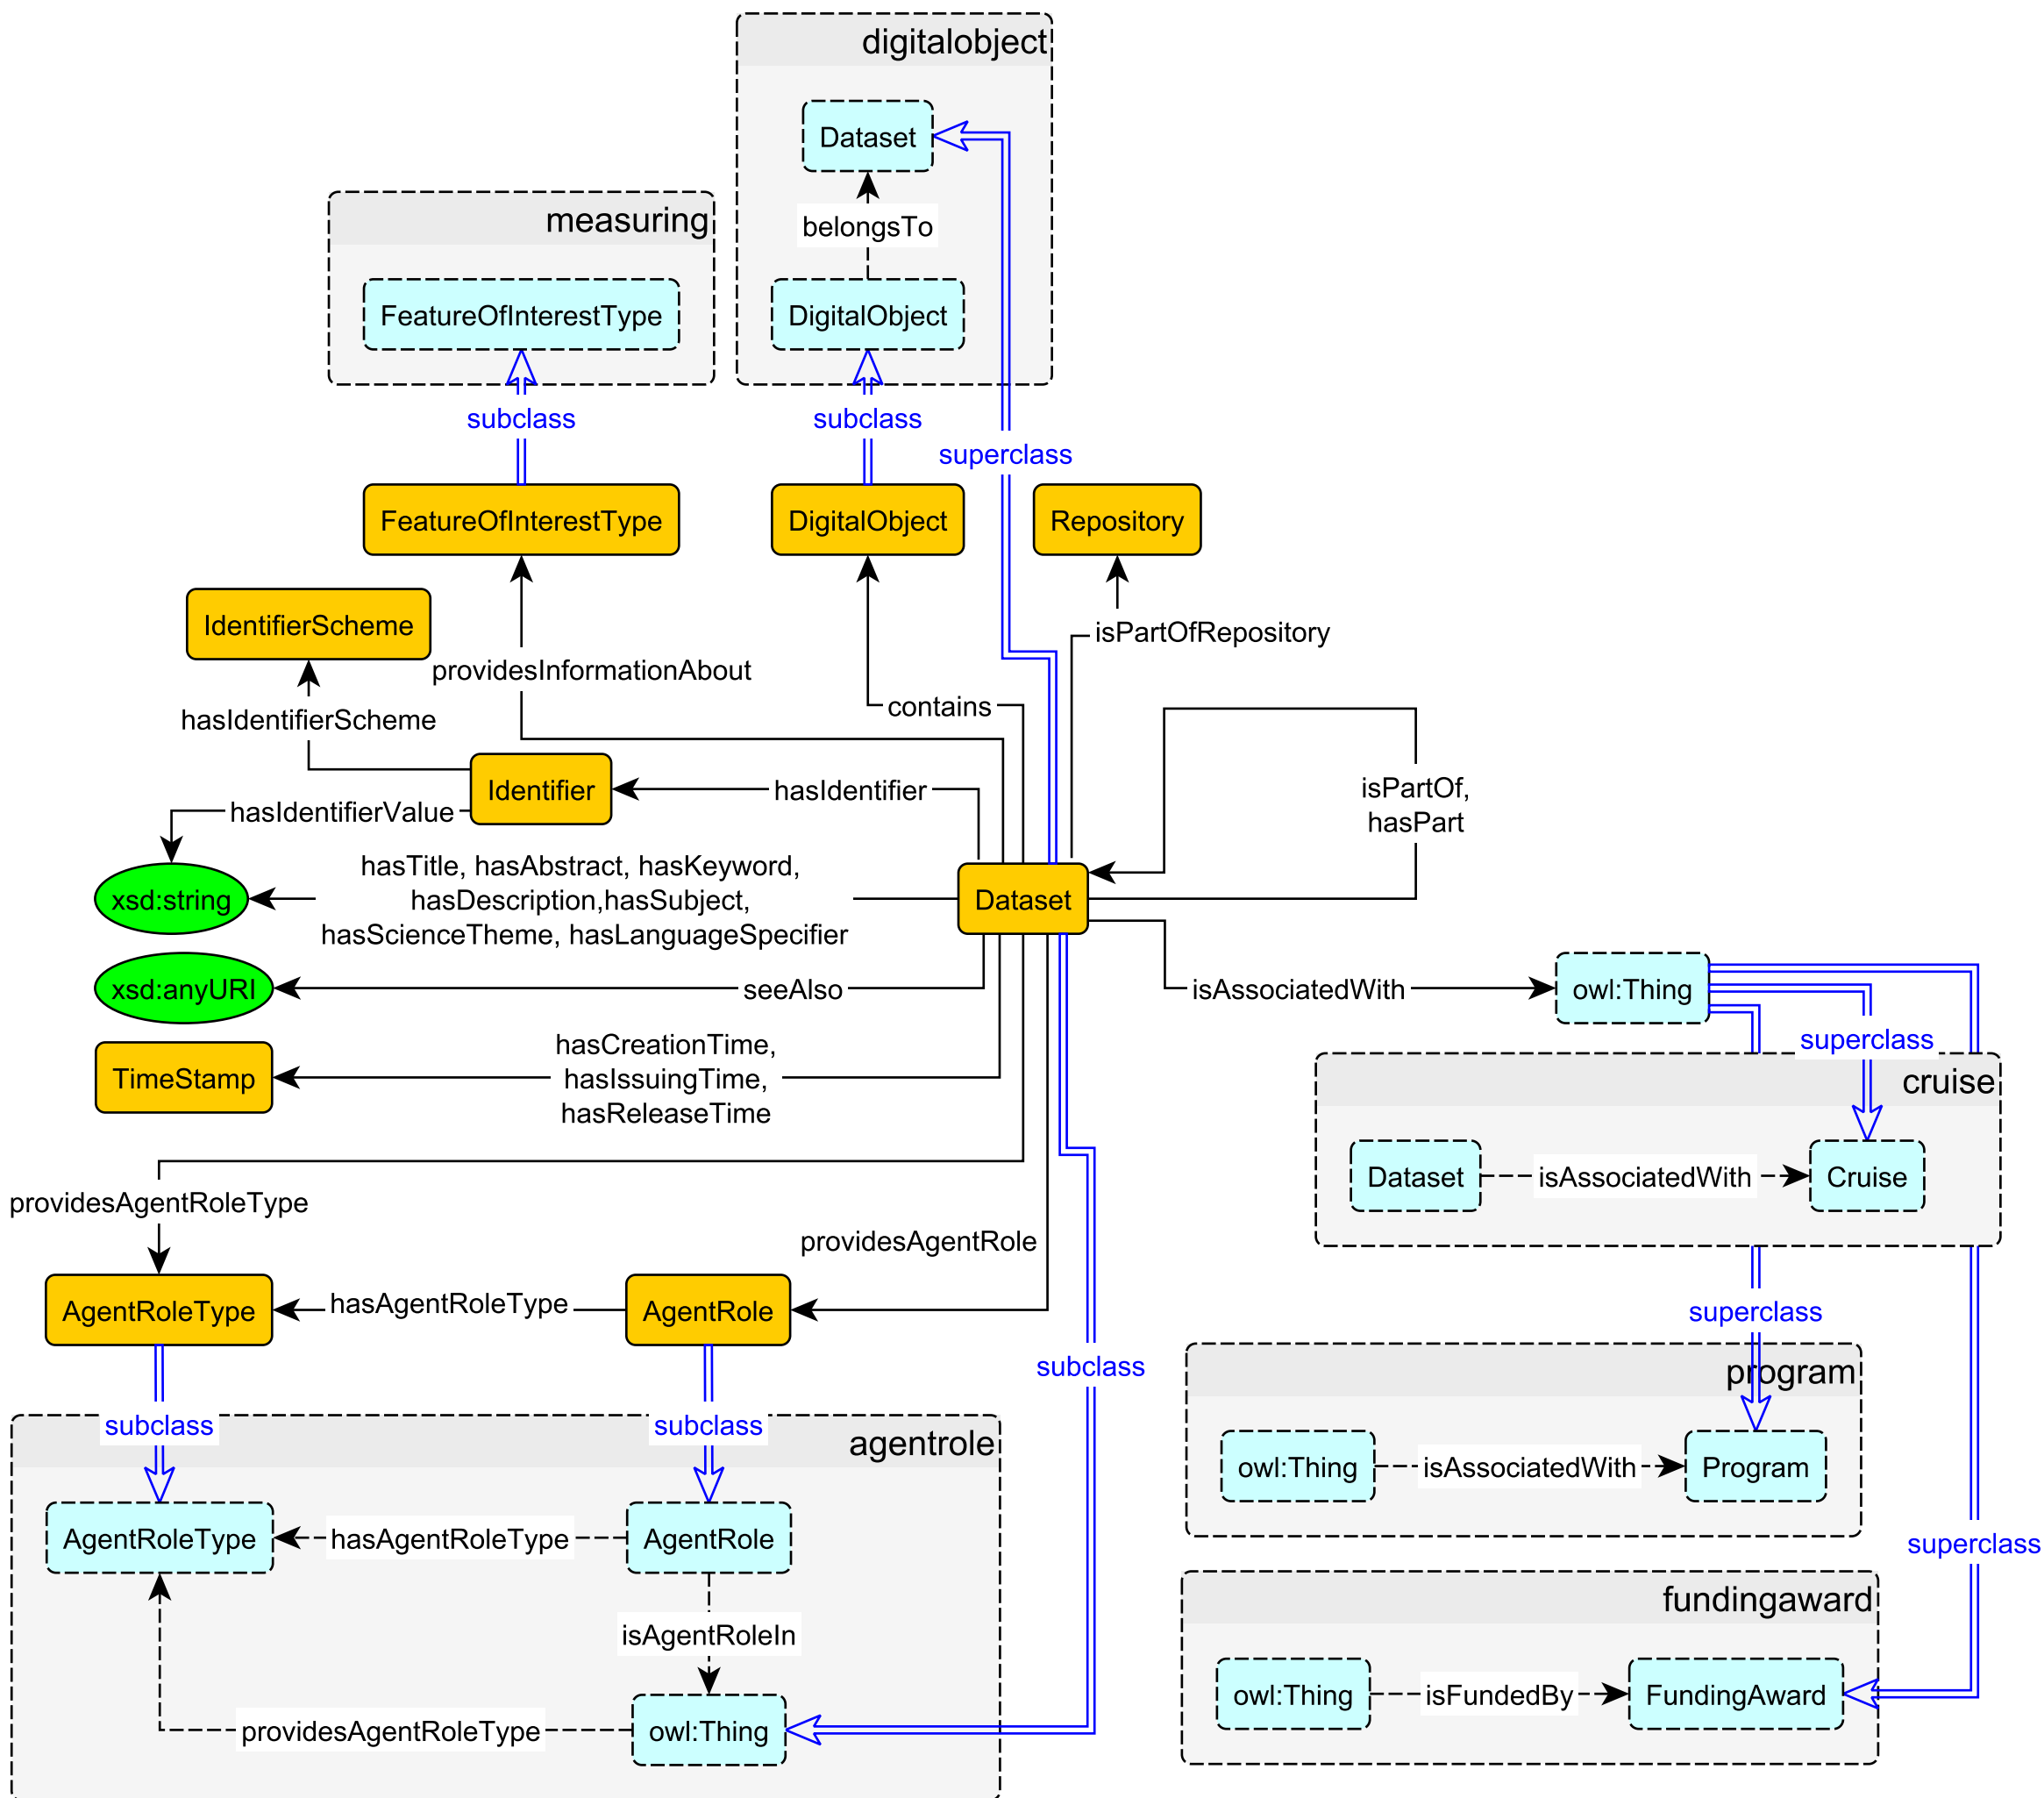 digitalobject
Dataset
measuring
belongsTo
FeatureOfInterestType
DigitalObject
subclass
subclass
superclass
FeatureOfInterestType
DigitalObject
Repository
IdentifierScheme
isPartOfRepository
providesInformationAbout
contains
hasIdentifierScheme
Identifier
hasIdentifier
isPartOf,
hasPart
hasIdentifierValue
hasTitle, hasAbstract, hasKeyword,
hasDescription,hasSubject,
hasScienceTheme, hasLanguageSpecifier
xsd:string
Dataset
xsd:anyURI
seeAlso
isAssociatedWith
owl:Thing
superclass
hasCreationTime,
hasIssuingTime,
hasReleaseTime
TimeStamp
cruise
Dataset
isAssociatedWith
Cruise
providesAgentRoleType
providesAgentRole
AgentRoleType
hasAgentRoleType
AgentRole
superclass
subclass
program
subclass
subclass
agentrole
owl:Thing
isAssociatedWith
Program
AgentRoleType
hasAgentRoleType
AgentRole
superclass
fundingaward
isAgentRoleIn
owl:Thing
isFundedBy
FundingAward
providesAgentRoleType
owl:Thing